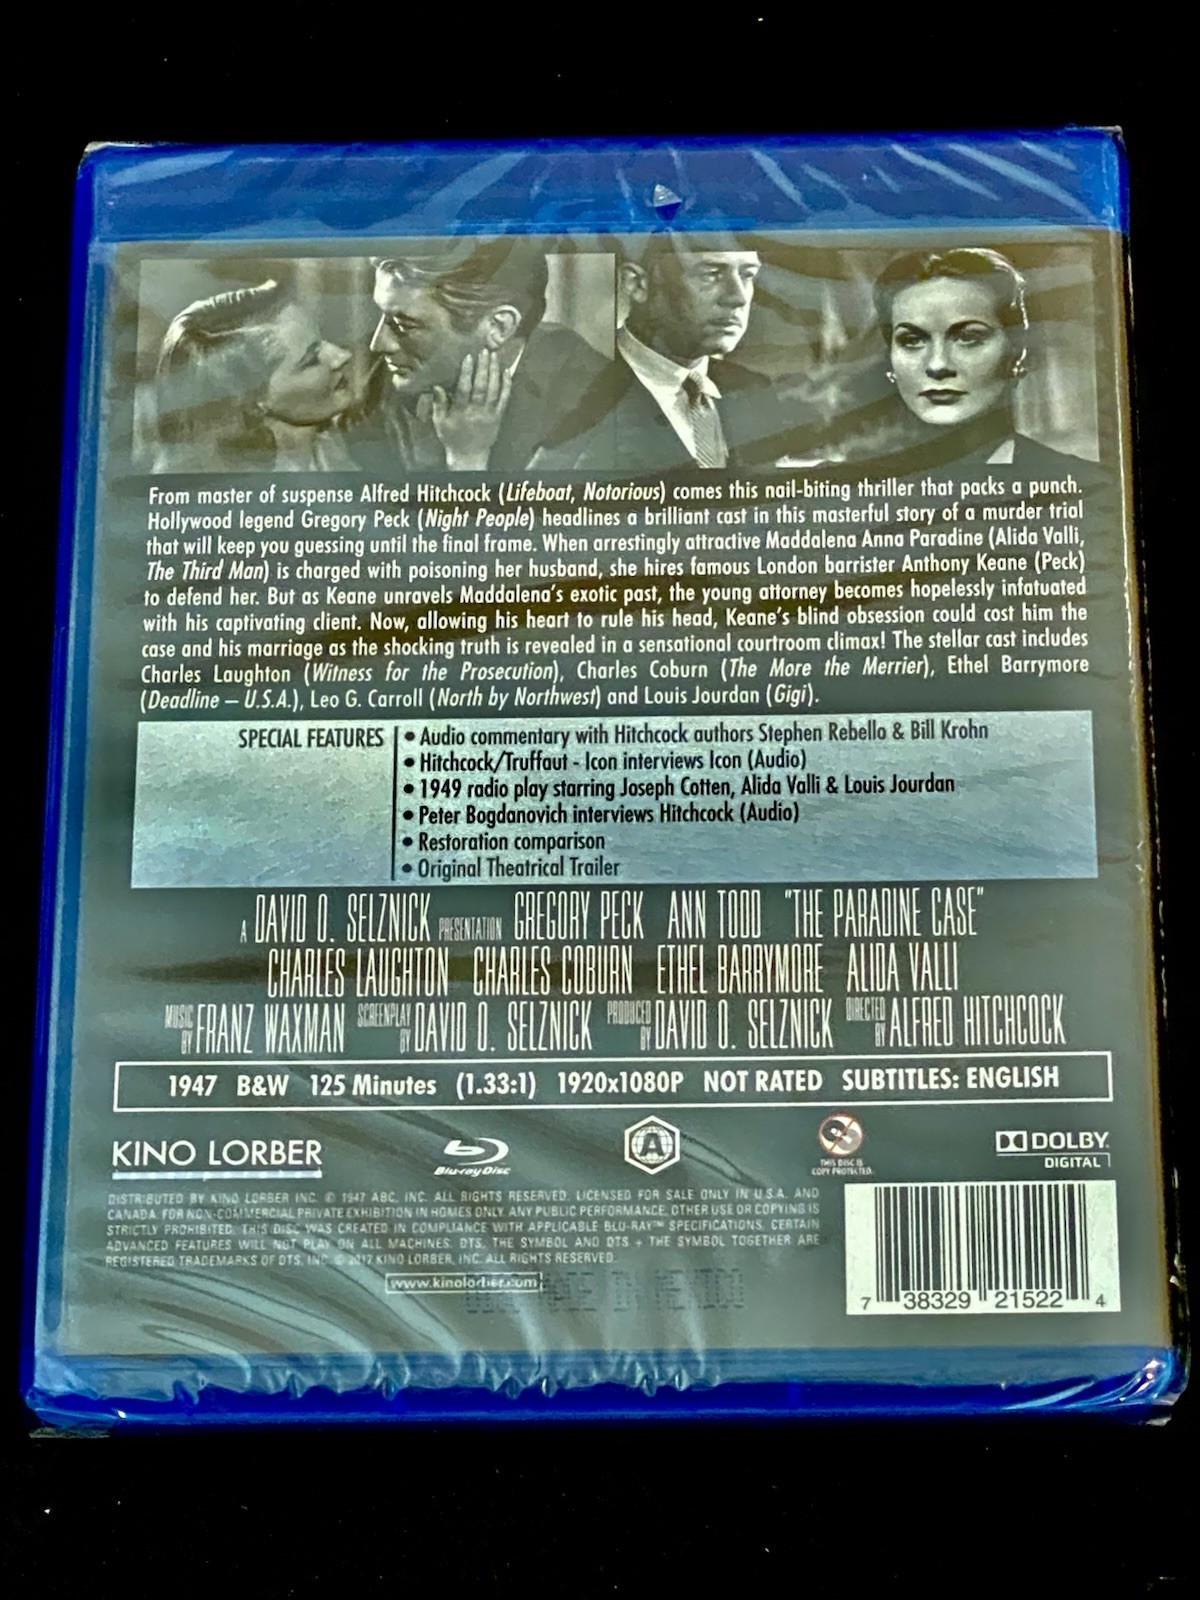 From master of suspense Alfred Hitchcock (Lifeboat, Notorious) comes this nail-biting thriller that packs a punch.
Hollywood legend Gregory Peck (Night People) headlines a brilliant cast in this masterful story of a murder trial
that will keep you guessing until the final frame. When arrestingly attractive Maddalena Anna Paradine (Alida Valli,
The Third Man) is charged with poisoning her husband, she hires famous London barrister Anthony Keane (Peck)
to defend her. But as Keane unravels Maddalena's exotic past, the young attorney becomes hopelessly infatuated
with his captivating client. Now, allowing his heart to rule his head, Keane's blind obsession could cost him the
case and his marriage as the shocking truth is revealed in a sensational courtroom climax! The stellar cast includes
Charles Laughton (Witness for the Prosecution), Charles Coburn (The More the Merrier), Ethel Barrymore
(Deadline – U.S.A.), Leo G. Carroll (North by Northwest) and Louis Jourdan (Gigi).
SPECIAL FEATURES
• Audio commentary with Hitchcock authors Stephen Rebello & Bill Krohn
• Hitchcock/Truffaut - Icon interviews Icon (Audio)
• 1949 radio play starring Joseph Cotten, Alida Valli & Louis Jourdan
• Peter Bogdanovich interviews Hitchcock (Audio)
• Restoration comparison
• Original Theatrical Trailer
A DAVID O. SELZNICK PRESENTATION GREGORY PECK ANN TODD "THE PARADINE CASE"
CHARLES LAUGHTON CHARLES COBURN ETHEL BARRYMORE ALIDA VALLI
MUSIC BY FRANZ WAXMAN SCREENPLAY BY DAVID O. SELZNICK PRODUCED BY DAVID O. SELZNICK DIRECTED BY ALFRED HITCHCOCK
1947 B&W 125 Minutes (1.33:1) 1920x1080P NOT RATED SUBTITLES: ENGLISH
KINO LORBER
Blu-ray Disc
A
THIS DISC IS
COPY PROTECTED.
DOLBY
DIGITAL
DISTRIBUTED BY KINO LORBER INC. © 1947 ABC, INC. ALL RIGHTS RESERVED. LICENSED FOR SALE ONLY IN U.S.A. AND
CANADA. FOR NON-COMMERCIAL PRIVATE EXHIBITION IN HOMES ONLY. ANY PUBLIC PERFORMANCE, OTHER USE OR COPYING IS
STRICTLY PROHIBITED. THIS DISC WAS CREATED IN COMPLIANCE WITH APPLICABLE BLU-RAY™ SPECIFICATIONS. CERTAIN
ADVANCED FEATURES WILL NOT PLAY ON ALL MACHINES. DTS, THE SYMBOL AND DTS + THE SYMBOL TOGETHER ARE
REGISTERED TRADEMARKS OF DTS, INC. © 2017 KINO LORBER, INC. ALL RIGHTS RESERVED.
www.kinolorber.com
7 38329 21522 4